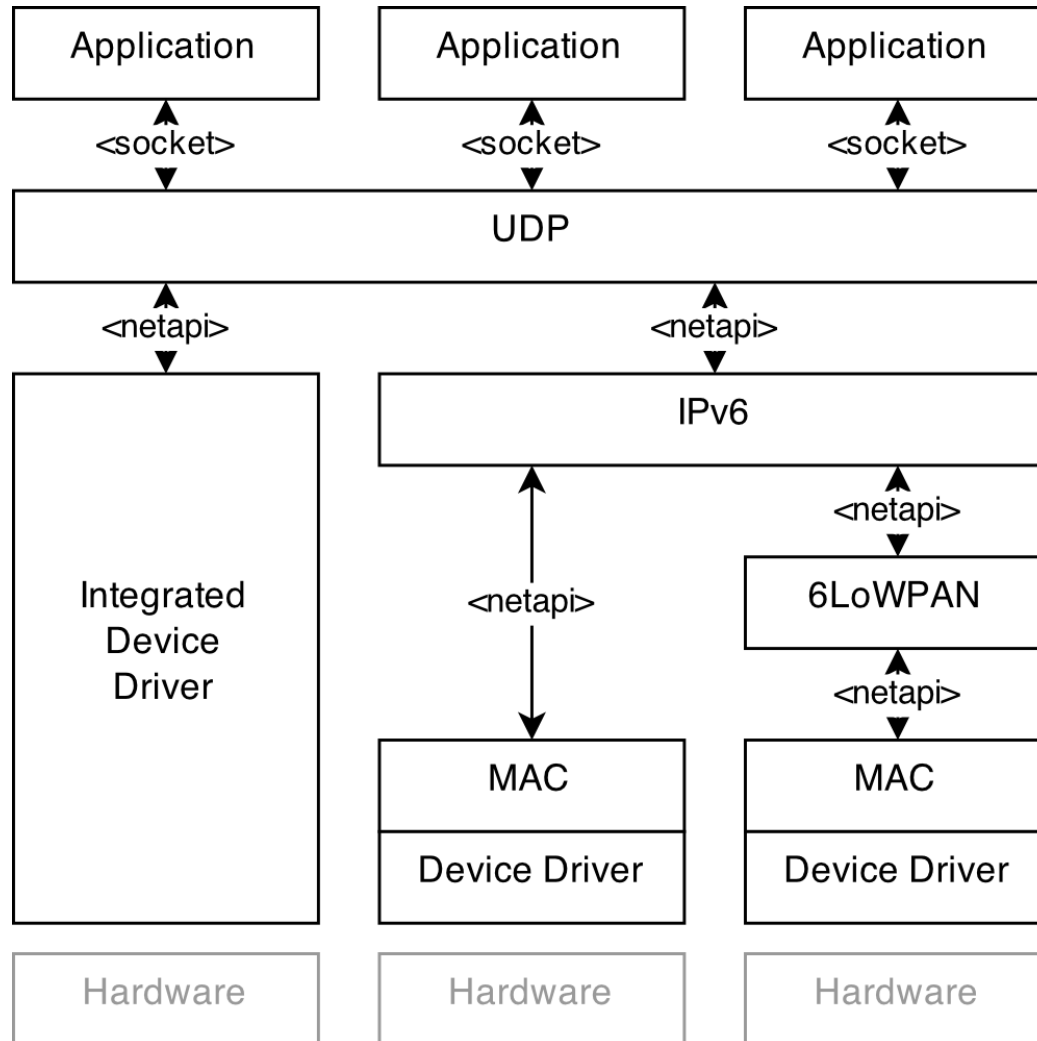 Application
Application
Application
<socket>
<socket>
<socket>
UDP
<netapi>
<netapi>
IPv6
<netapi>
Integrated
Device
Driver
<netapi>
6LoWPAN
<netapi>
MAC
MAC
Device Driver
Device Driver
Hardware
Hardware
Hardware